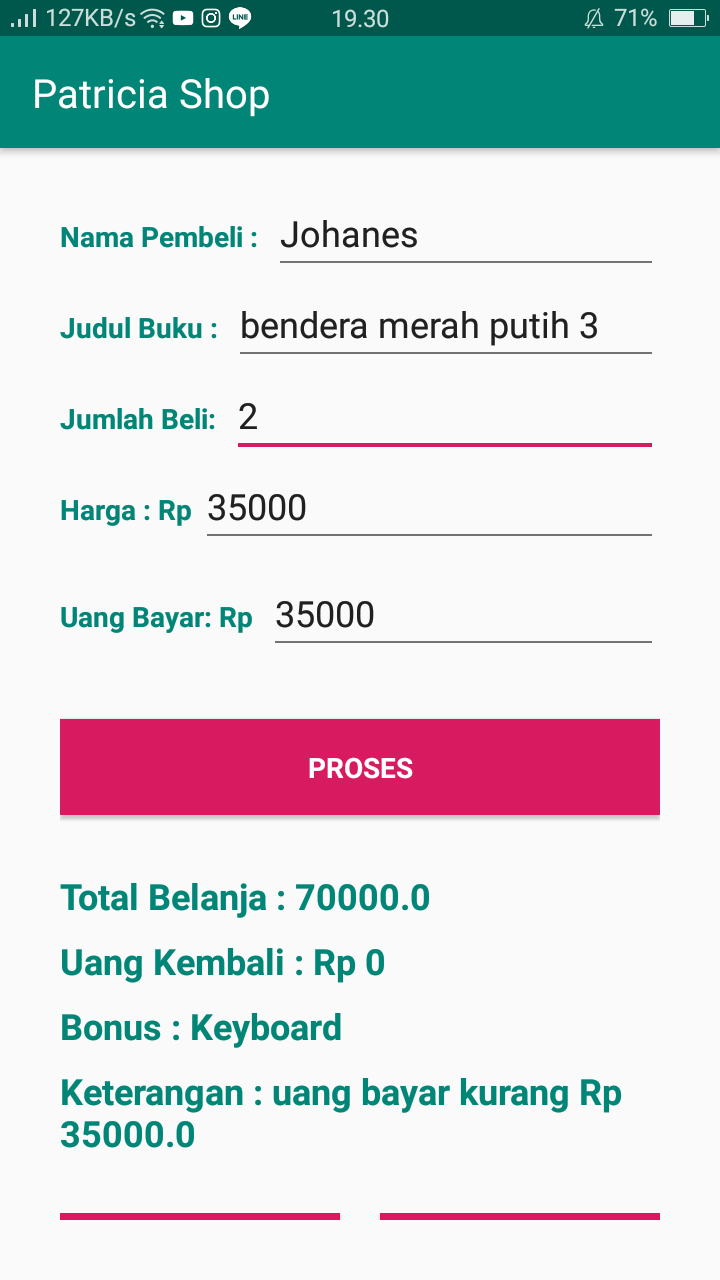 127KB/s LINE 19.30 71%
Patricia Shop
Nama Pembeli : Johanes
Judul Buku : bendera merah putih 3
Jumlah Beli: 2
Harga : Rp 35000
Uang Bayar: Rp 35000
PROSES
Total Belanja : 70000.0
Uang Kembali : Rp 0
Bonus : Keyboard
Keterangan : uang bayar kurang Rp
35000.0